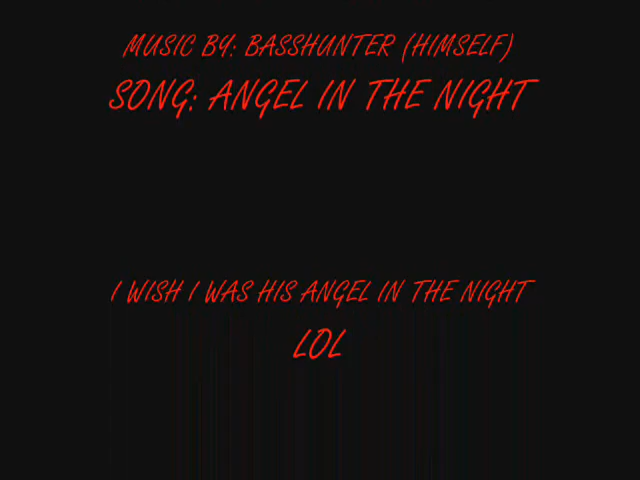 MUSIC BY: BASSHUNTER (HIMSELF)
SONG: ANGEL IN THE NIGHT
I WISH I WAS HIS ANGEL IN THE NIGHT
LOL